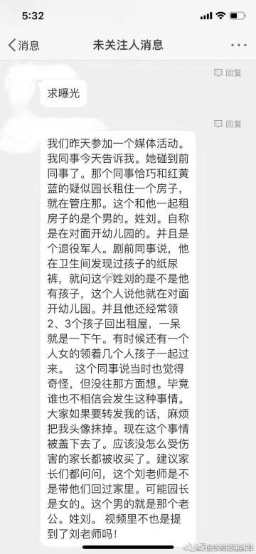 5:32
消息
未关注人消息
回复
求曝光
回复
我们昨天参加一个媒体活动。
我同事今天告诉我。她碰到前
同事了。那个同事恰巧和红黄
蓝的疑似园长租住一个房子，
就在管庄那。这个和他一起租
房子的是个男的。姓刘。自称
是在对面开幼儿园的。并且是
个退役军人。剧前同事说，他
在卫生间发现过孩子的纸尿
裤，就问这个姓刘的是不是他
有孩子，这个人说他就在对面
开幼儿园。并且他还经常领
2、3个孩子回出租屋，一呆
就是一下午。有时候还有一个
人女的领着几个人孩子一起过
来。 这个同事说当时也觉得
奇怪，但没往那方面想。毕竟
谁也不相信会发生这种事情。
大家如果要转发我的话，麻烦
把我头像抹掉。现在这个事情
被盖下去了。应该没怎么受伤
害的家长都被收买了。建议家
长们都问问，这个刘老师是不
是带他们回过家里。可能园长
是女的。这个男的就是那个老
公。姓刘。 视频里不也是提
到了刘老师吗！